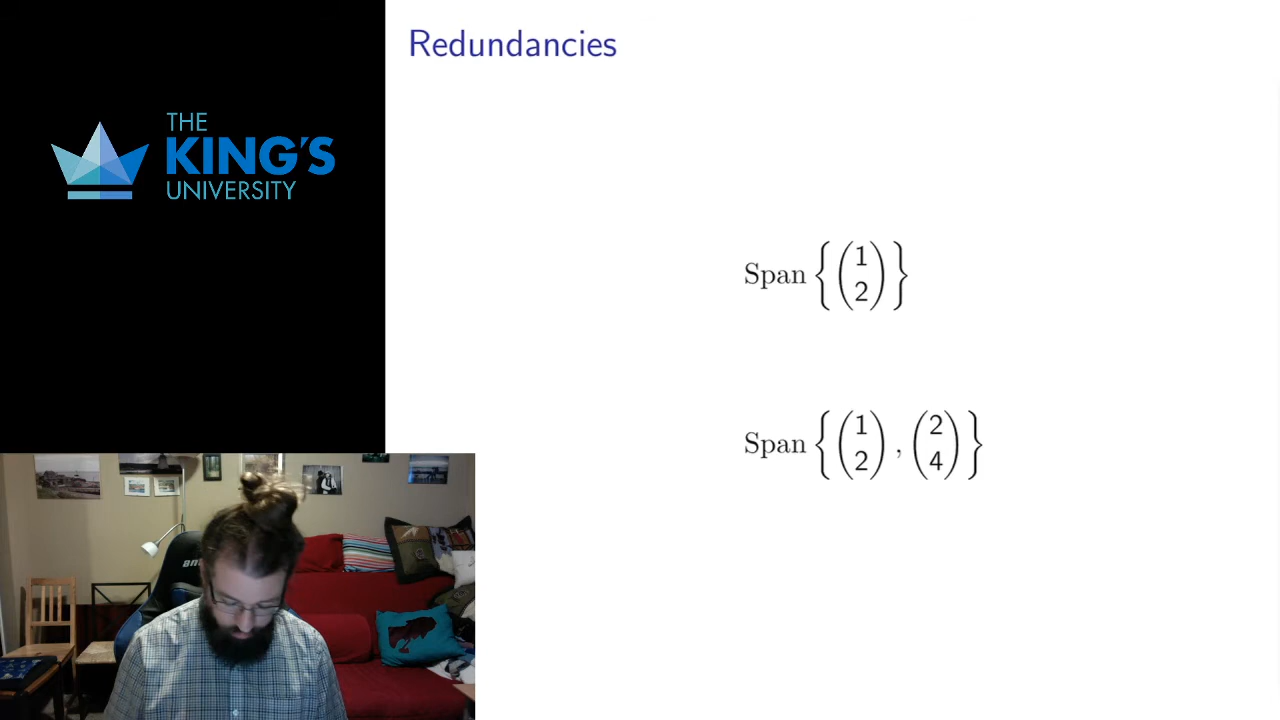 THE
KING'S
UNIVERSITY
Redundancies
Span { ( 1 2 ) }
Span { ( 1 2 ) , ( 2 4 ) }